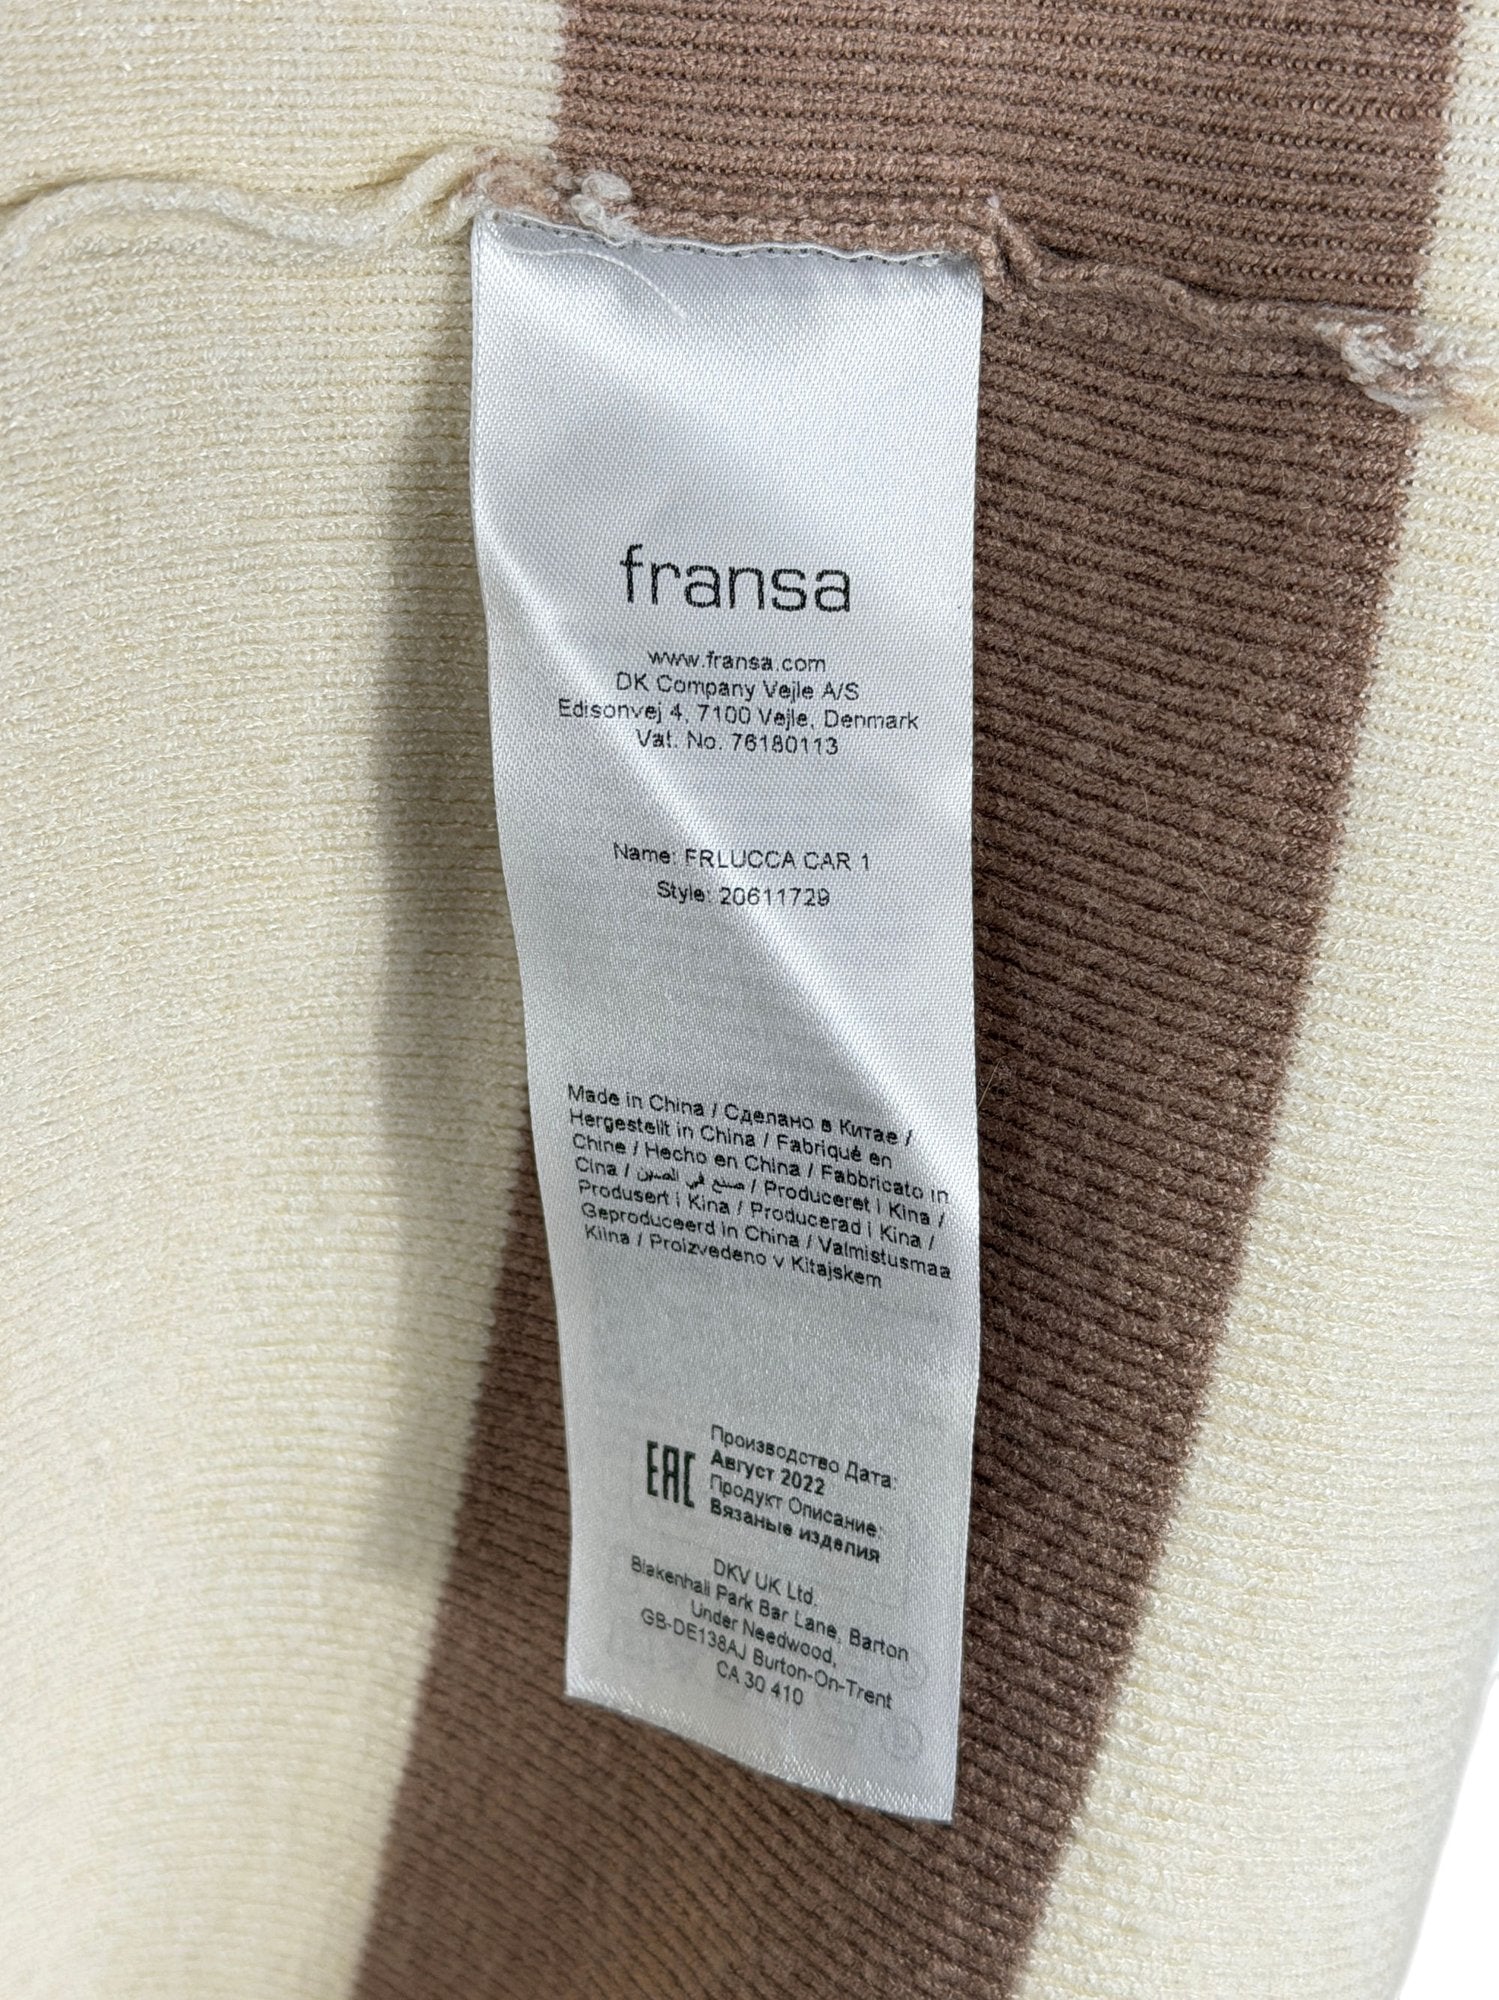 fransa
www.fransa.com
DK Company Vejle A/S
Edisonvej 4, 7100 Vejle, Denmark
Vat. No. 76180113
Name: FRLUCCA CAR 1
Style: 20611729
Made in China / Сделано в Китае /
Hergestellt in China / Fabriqué en
Chine / Hecho en China / Fabbricato in
Cina / صنع في الصين / Produceret i Kina /
Produsert i Kina / Producerad i Kina /
Geproduceerd in China / Valmistusmaa
Kiina / Proizvedeno v Kitajskem
EAC
Производство Дата:
Август 2022
Продукт Описание:
Вязаные изделия
DKV UK Ltd.
Blakenhall Park Bar Lane, Barton
Under Needwood,
GB-DE138AJ Burton-On-Trent
CA 30 410